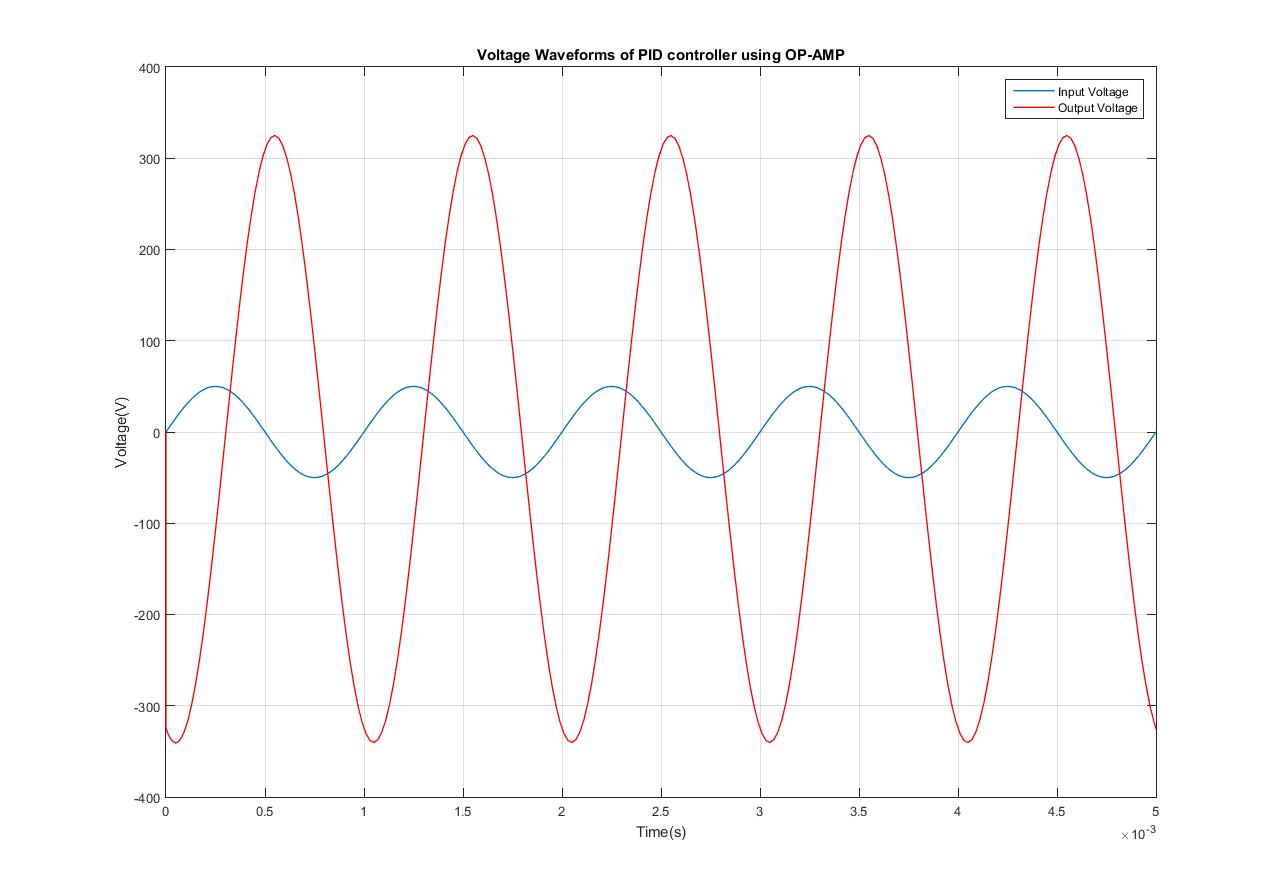 Voltage Waveforms of PID controller using OP-AMP
Input Voltage
Output Voltage
400
300
200
100
0
-100
-200
-300
-400
Voltage(V)
0 0.5 1 1.5 2 2.5 3 3.5 4 4.5 5
Time(s)
×10-3